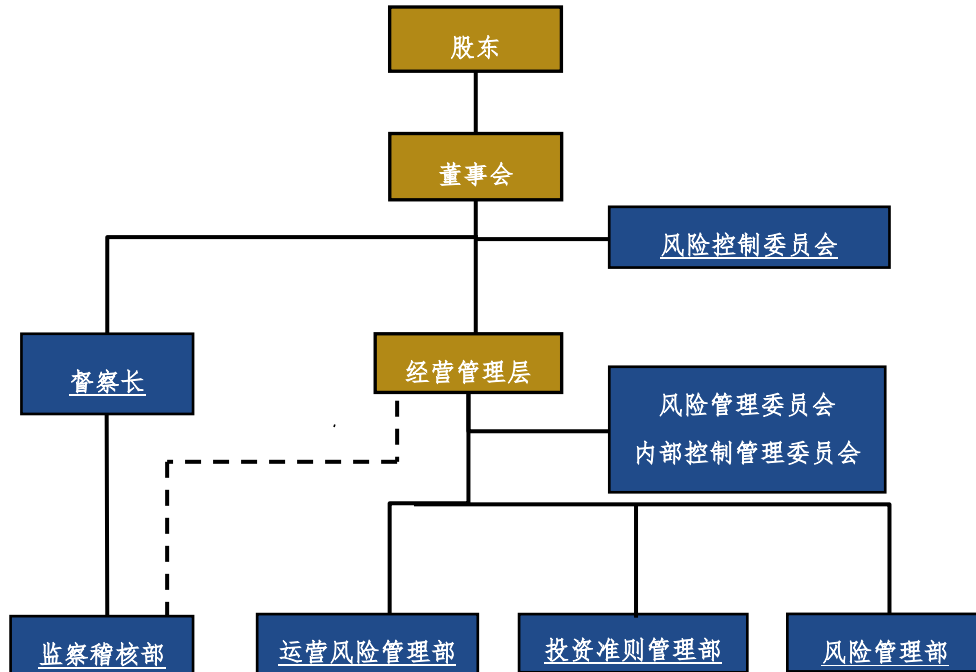 股东
董事会
风险控制委员会
督察长
经营管理层
风险管理委员会
内部控制管理委员会
监察稽核部
运营风险管理部
投资准则管理部
风险管理部